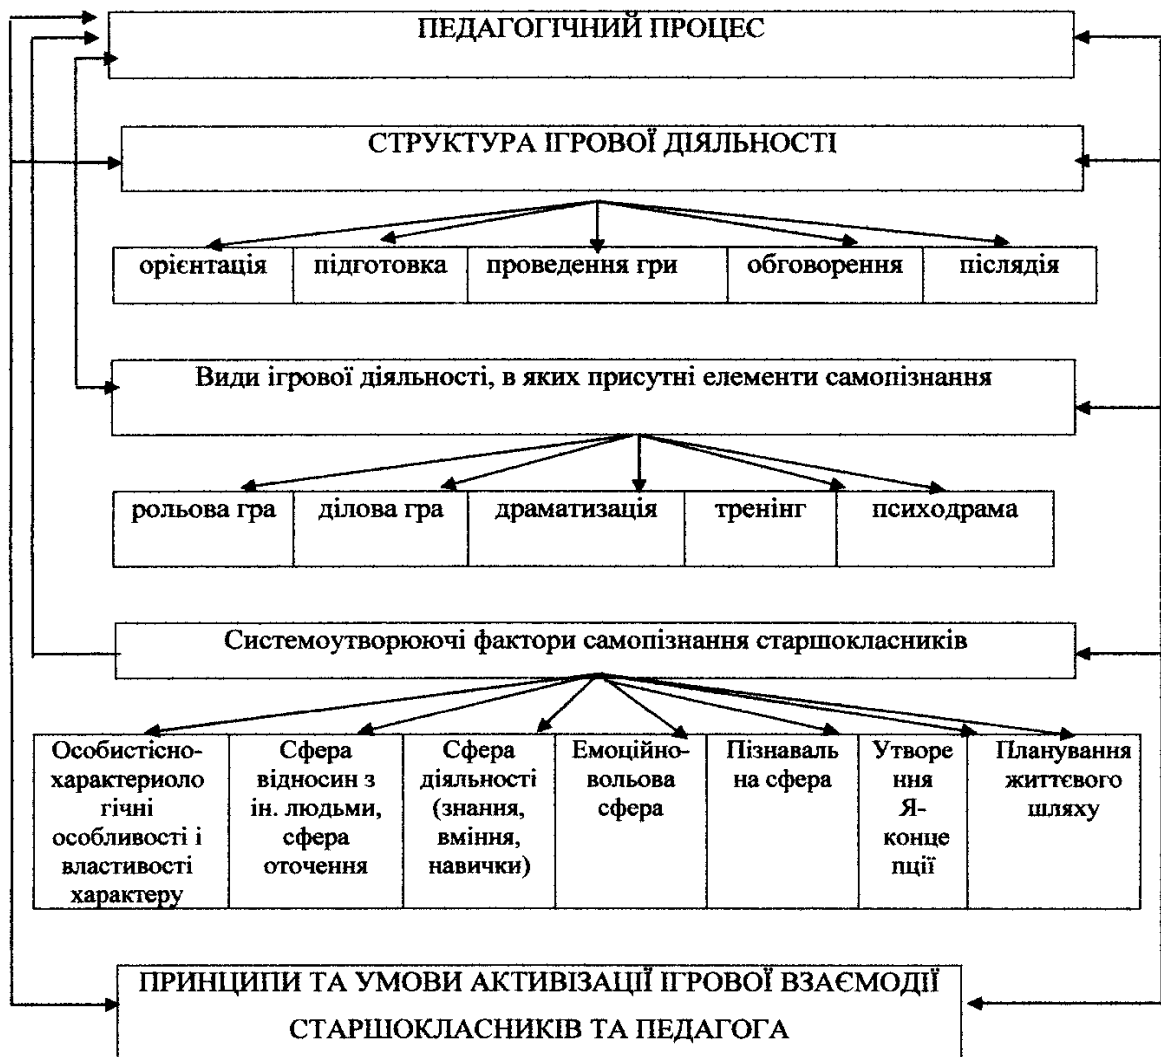 ПЕДАГОГІЧНИЙ ПРОЦЕС
СТРУКТУРА ІГРОВОЇ ДІЯЛЬНОСТІ
орієнтація
підготовка
проведення гри
обговорення
післядія
Види ігрової діяльності, в яких присутні елементи самопізнання
рольова гра
ділова гра
драматизація
тренінг
психодрама
Системоутворюючі фактори самопізнання старшокласників
Особистісно-
характериоло
гічні
особливості і
властивості
характеру
Сфера
відносин з
ін. людьми,
сфера
оточення
Сфера
діяльності
(знання,
вміння,
навички)
Емоційно-
вольова
сфера
Пізнаваль
на сфера
Утворе
ння
Я-
конце
пції
Планування
життєвого
шляху
ПРИНЦИПИ ТА УМОВИ АКТИВІЗАЦІЇ ІГРОВОЇ ВЗАЄМОДІЇ
СТАРШОКЛАСНИКІВ ТА ПЕДАГОГА